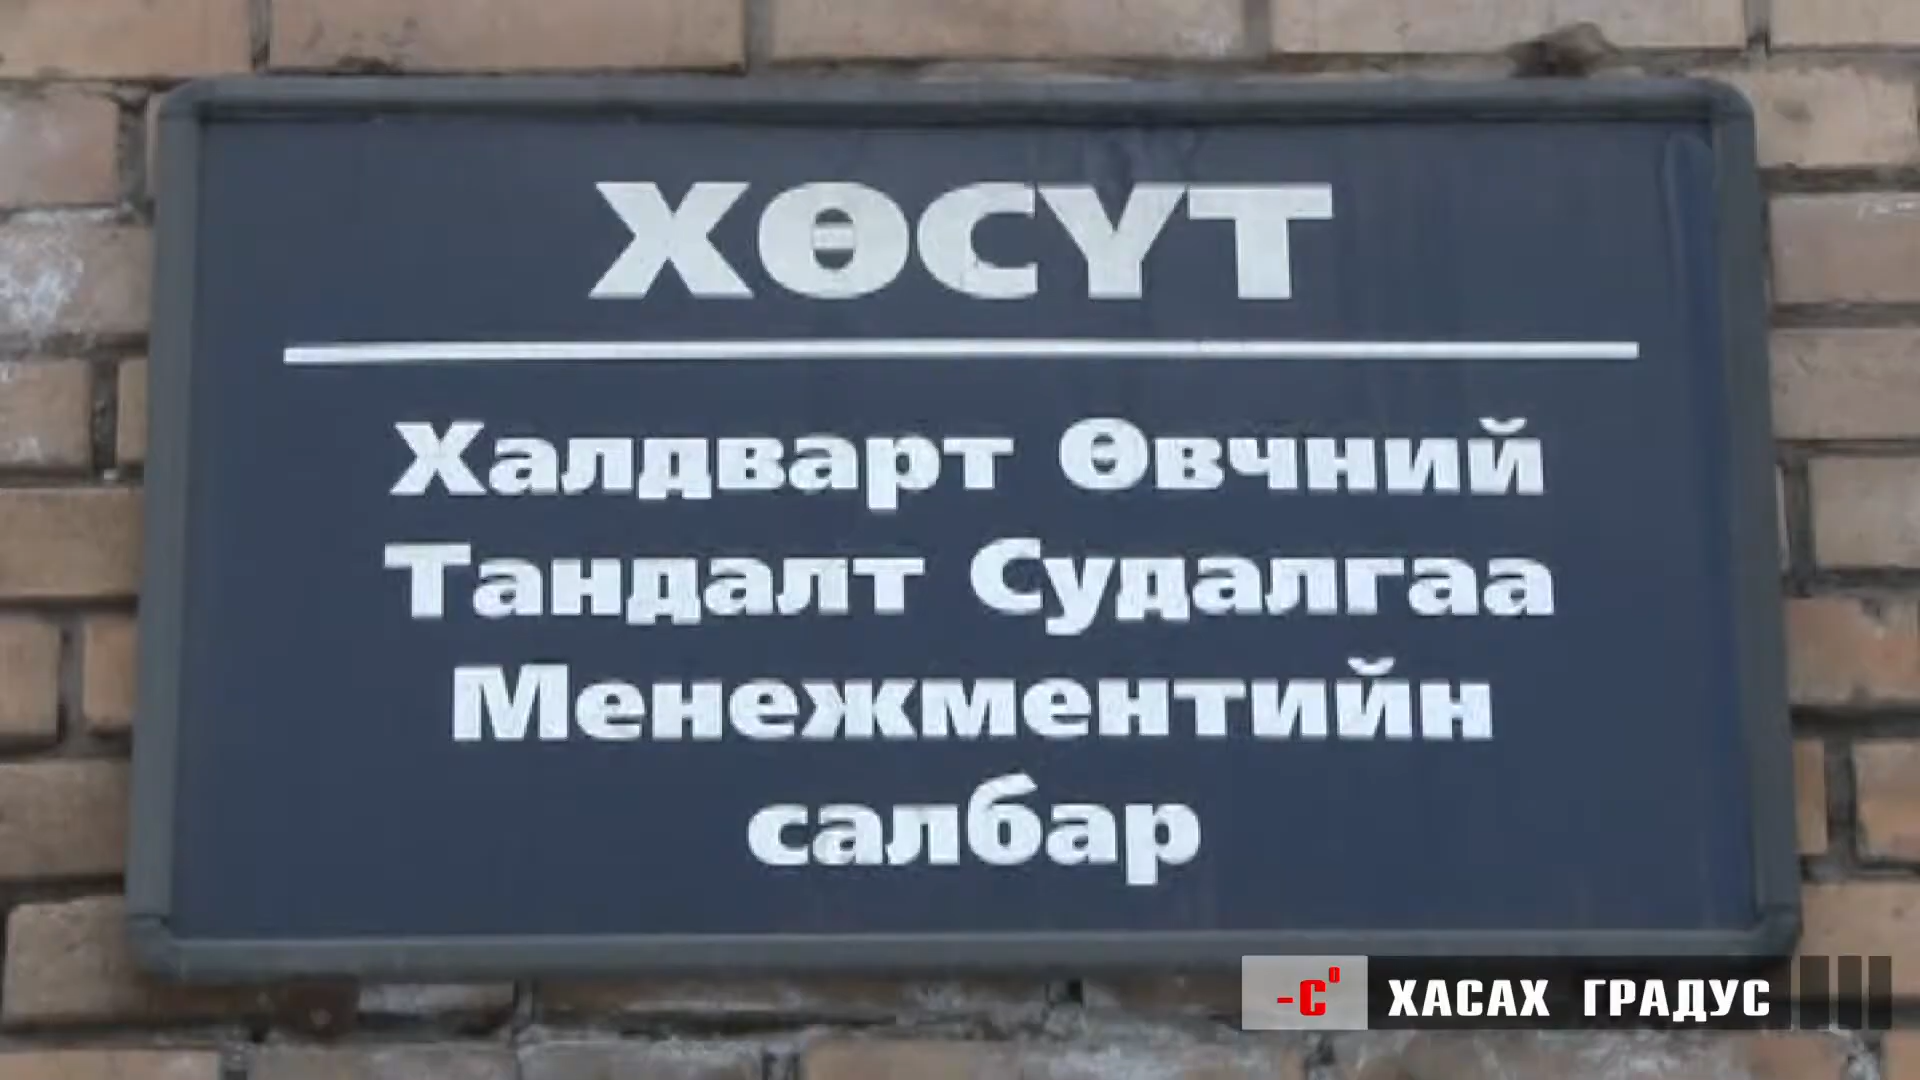 ХӨСҮТ
Халдварт Өвчний
Тандалт Судалгаа
Менежментийн
салбар
-C° ХАСАХ ГРАДУС